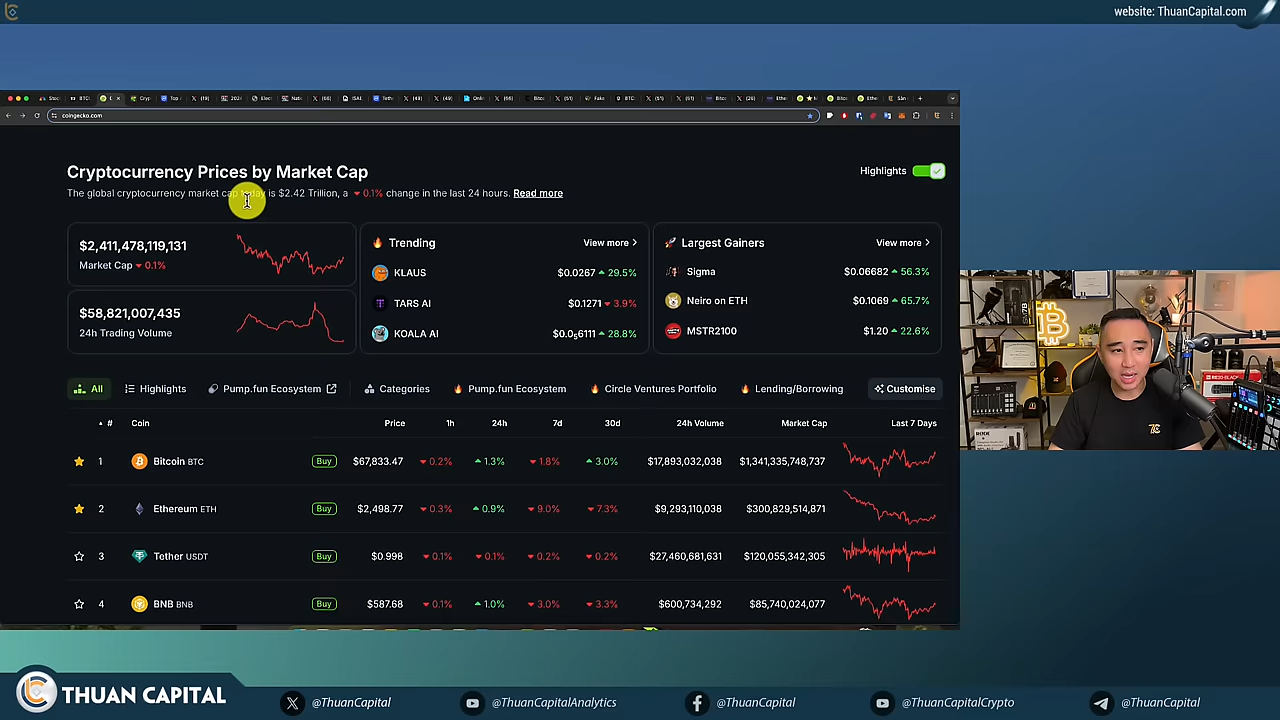 website: ThuanCapital.com
coingecko.com
Cryptocurrency Prices by Market Cap
Highlights
The global cryptocurrency market cap today is $2.42 Trillion, a 0.1% change in the last 24 hours. Read more
$2,411,478,119,131
Market Cap 0.1%
$58,821,007,435
24h Trading Volume
Trending View more
KLAUS $0.0267 29.5%
TARS AI $0.1271 3.9%
KOALA AI $0.0₆6111 28.8%
Largest Gainers View more
Sigma $0.06682 56.3%
Neiro on ETH $0.1069 65.7%
MSTR2100 $1.20 22.6%
All Highlights Pump.fun Ecosystem Categories Pump.fun Ecosystem Circle Ventures Portfolio Lending/Borrowing Customise
# Coin Price 1h 24h 7d 30d 24h Volume Market Cap Last 7 Days
1 Bitcoin BTC Buy $67,833.47 0.2% 1.3% 1.8% 3.0% $17,893,032,038 $1,341,335,748,737
2 Ethereum ETH Buy $2,498.77 0.3% 0.9% 9.0% 7.3% $9,293,110,038 $300,829,514,871
3 Tether USDT Buy $0.998 0.1% 0.1% 0.2% 0.2% $27,460,681,631 $120,055,342,305
4 BNB BNB Buy $587.68 0.1% 1.0% 3.0% 3.3% $600,734,292 $85,740,024,077
THUAN CAPITAL
@ThuanCapital
@ThuanCapitalAnalytics
@ThuanCapital
@ThuanCapitalCrypto
@ThuanCapital